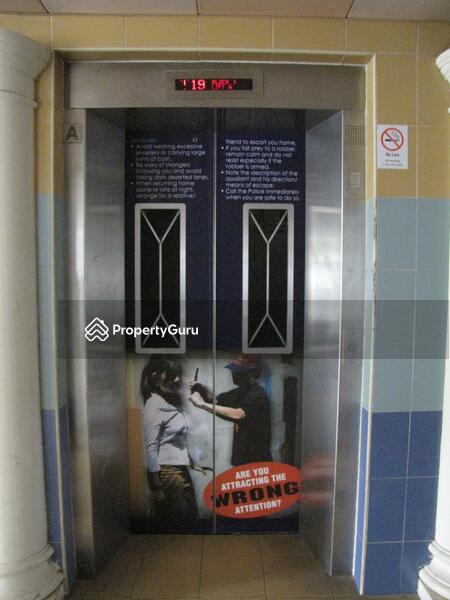 19 BLOCK 1
LIFT A
A
• Avoid wearing excessive
jewellery or carrying large
sums of cash.
• Be wary of strangers
following you and avoid
taking dark deserted lanes.
• When returning home
alone or late at night,
arrange for a relative/
friend to escort you home.
• If you fall prey to a robber,
remain calm and do not
resist especially if the
robber is armed.
• Note the description of the
assailant and his direction/
means of escape.
• Call the Police immediately
when you are safe to do so.
By Law
PropertyGuru
ARE YOU
ATTRACTING THE
WRONG
ATTENTION?